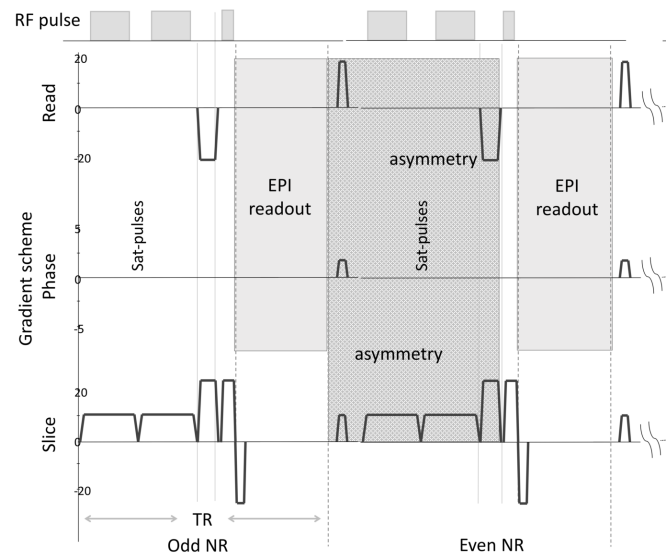 RF pulse
20
0
-20
Read
asymmetry
EPI
readout
EPI
readout
Sat-pulses
Sat-pulses
Gradient scheme
Phase
5
0
-5
asymmetry
20
0
-20
Slice
TR
Odd NR
Even NR